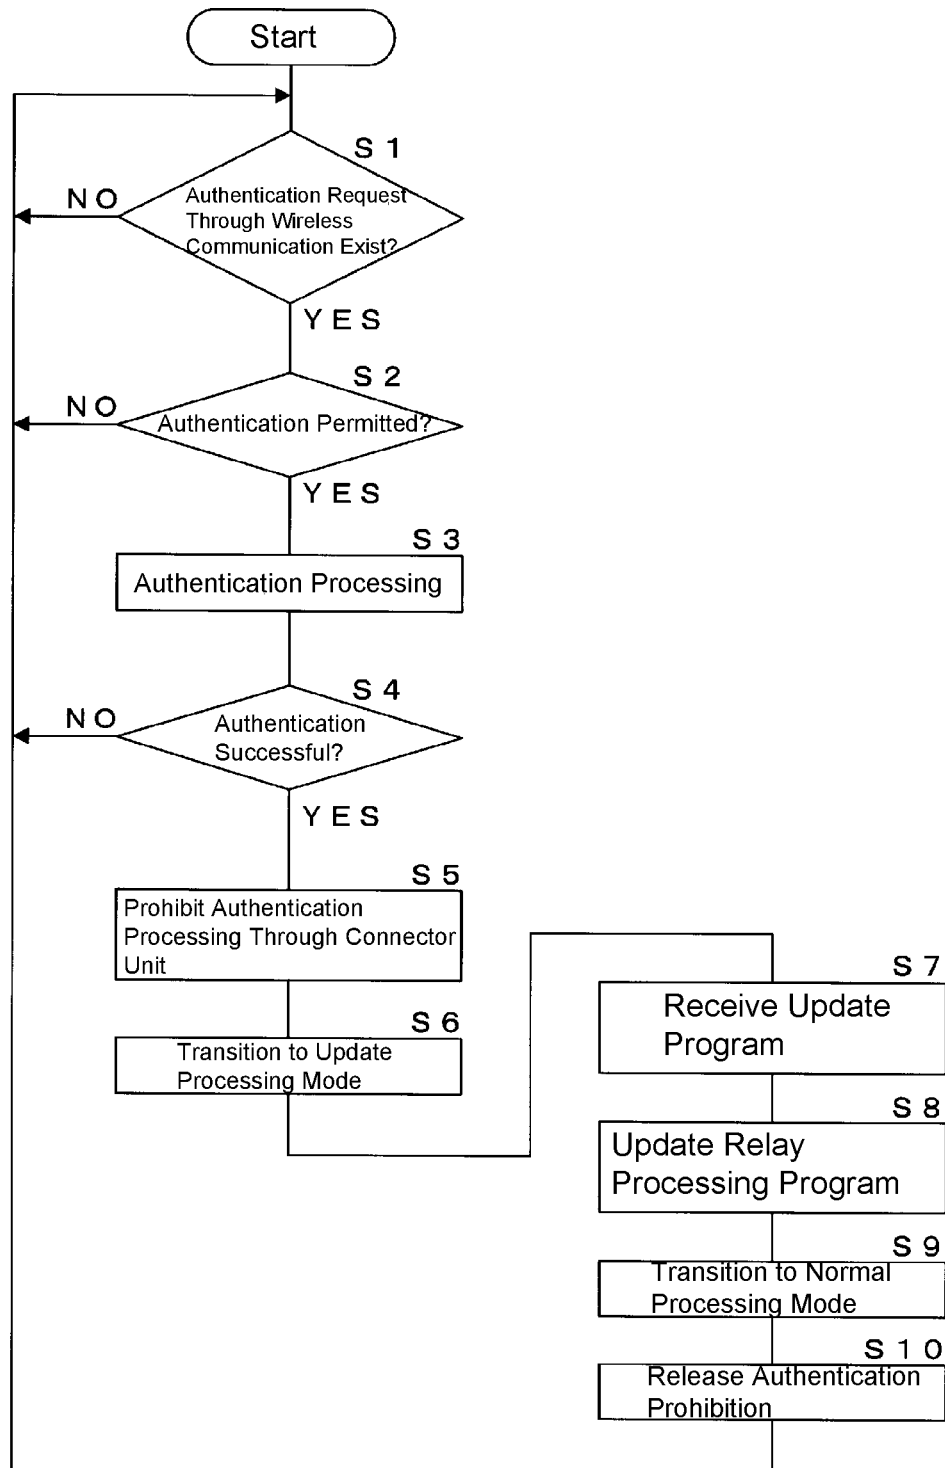 Start
S 1
NO
Authentication Request
Through Wireless
Communication Exist?
YES
S 2
NO
Authentication Permitted?
YES
S 3
Authentication Processing
S 4
NO
Authentication
Successful?
YES
S 5
Prohibit Authentication
Processing Through Connector
Unit
S 6
Transition to Update
Processing Mode
S 7
Receive Update
Program
S 8
Update Relay
Processing Program
S 9
Transition to Normal
Processing Mode
S 1 0
Release Authentication
Prohibition